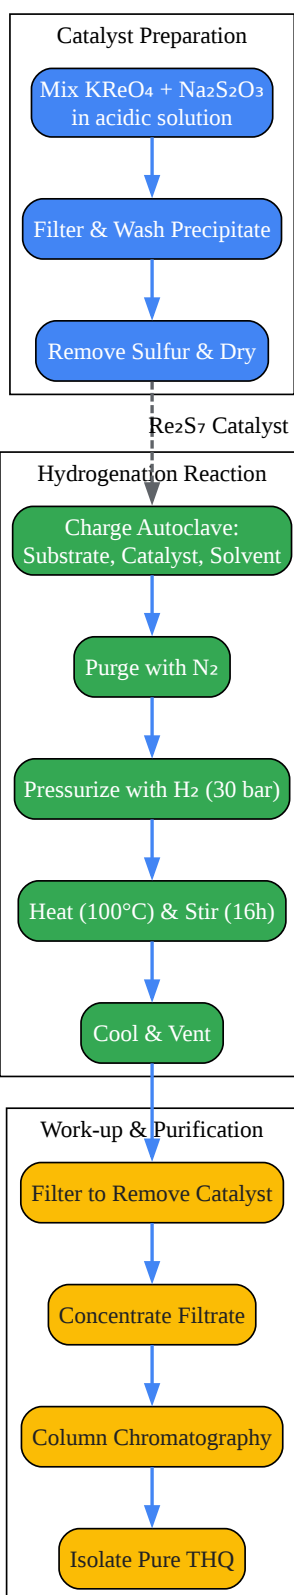 Catalyst Preparation
Mix KReO₄ + Na₂S₂O₃
in acidic solution
Filter & Wash Precipitate
Remove Sulfur & Dry
Re₂S₇ Catalyst
Hydrogenation Reaction
Charge Autoclave:
Substrate, Catalyst, Solvent
Purge with N₂
Pressurize with H₂ (30 bar)
Heat (100°C) & Stir (16h)
Cool & Vent
Work-up & Purification
Filter to Remove Catalyst
Concentrate Filtrate
Column Chromatography
Isolate Pure THQ